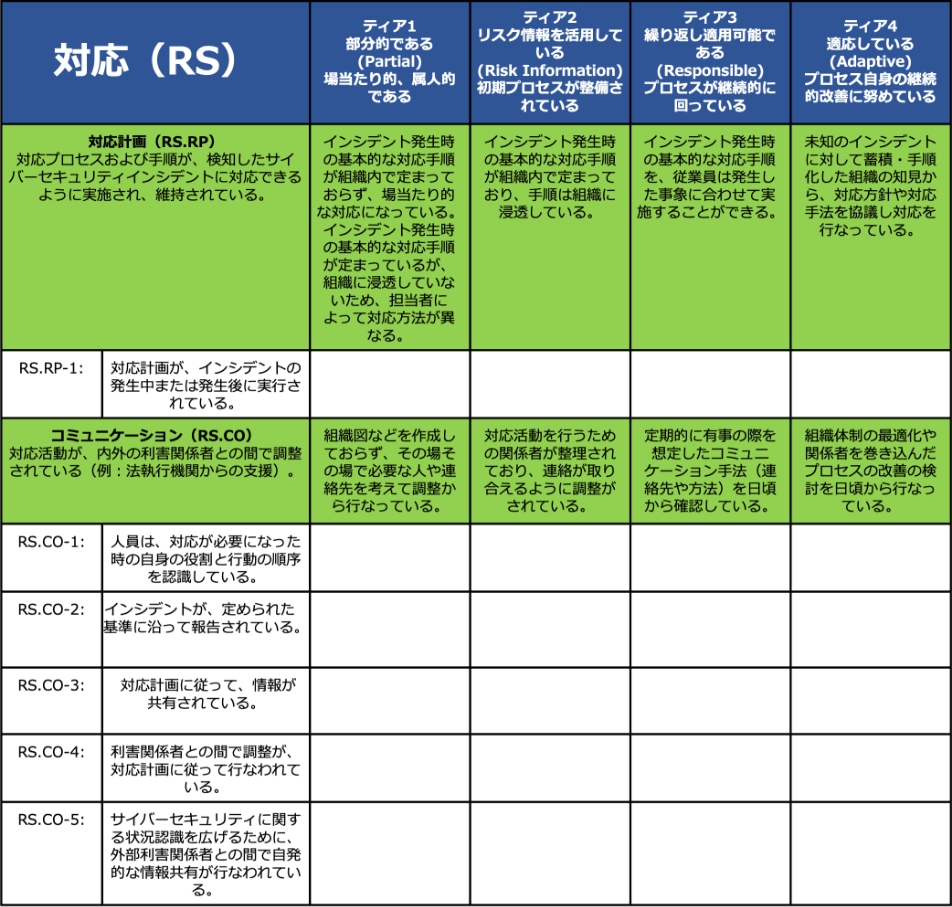 対応（RS）
ティア1
部分的である
(Partial)
場当たり的、属人的
である
ティア2
リスク情報を活用して
いる
(Risk Information)
初期プロセスが整備さ
れている
ティア3
繰り返し適用可能で
ある
(Responsible)
プロセスが継続的に
回っている
ティア4
適応している
(Adaptive)
プロセス自身の継続
的改善に努めている
対応計画（RS.RP）
対応プロセスおよび手順が、検知したサイ
バーセキュリティインシデントに対応できる
ように実施され、維持されている。
インシデント発生時
の基本的な対応手順
が組織内で定まって
おらず、場当たり的
な対応になっている。
インシデント発生時
の基本的な対応手順
が定まっているが、
組織に浸透していな
いため、担当者に
よって対応方法が異
なる。
インシデント発生時
の基本的な対応手順
が組織内で定まって
おり、手順は組織に
浸透している。
インシデント発生時
の基本的な対応手順
を、従業員は発生し
た事象に合わせて実
施することができる。
未知のインシデント
に対して蓄積・手順
化した組織の知見か
ら、対応方針や対応
手法を協議し対応を
行なっている。
RS.RP-1:
対応計画が、インシデントの
発生中または発生後に実行さ
れている。
コミュニケーション（RS.CO）
対応活動が、内外の利害関係者との間で調整
されている（例：法執行機関からの支援）。
組織図などを作成し
ておらず、その場そ
の場で必要な人や連
絡先を考えて調整か
ら行なっている。
対応活動を行うため
の関係者が整理され
ており、連絡が取り
合えるように調整が
されている。
定期的に有事の際を
想定したコミュニ
ケーション手法（連
絡先や方法）を日頃
から確認している。
組織体制の最適化や
関係者を巻き込んだ
プロセスの改善の検
討を日頃から行なっ
ている。
RS.CO-1:
人員は、対応が必要になった
時の自身の役割と行動の順序
を認識している。
RS.CO-2:
インシデントが、定められた
基準に沿って報告されている。
RS.CO-3:
対応計画に従って、情報が
共有されている。
RS.CO-4:
利害関係者との間で調整が、
対応計画に従って行なわれて
いる。
RS.CO-5:
サイバーセキュリティに関す
る状況認識を広げるために、
外部利害関係者との間で自発
的な情報共有が行なわれてい
る。